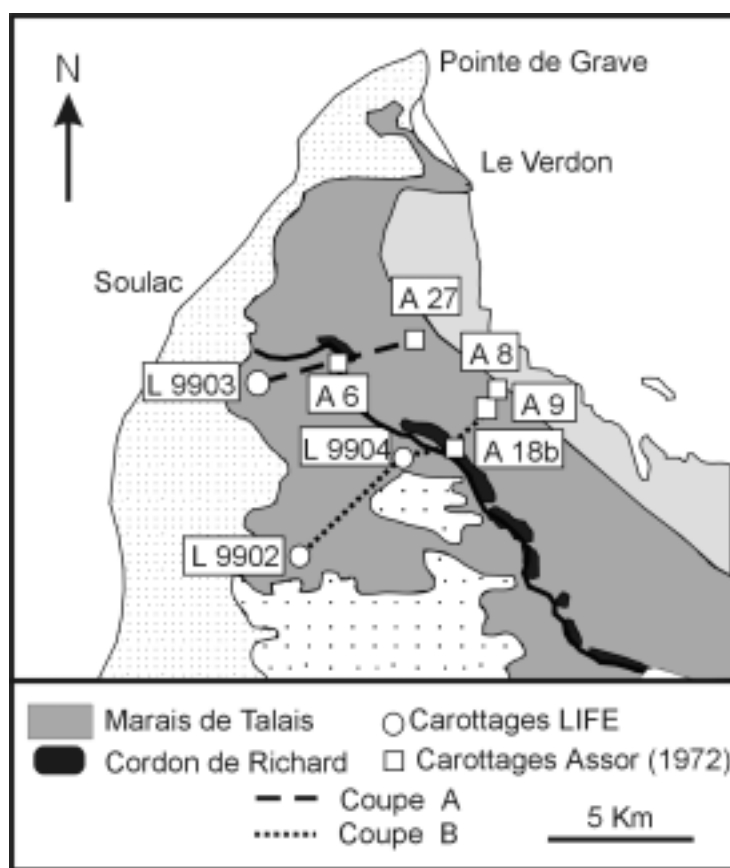 Pointe de Grave
N
Le Verdon
Soulac
A 27
A 8
L 9903
A 6
A 9
L 9904
A 18b
L 9902
Marais de Talais
Carottages LIFE
Cordon de Richard
Carottages Assor (1972)
Coupe A
Coupe B
5 Km